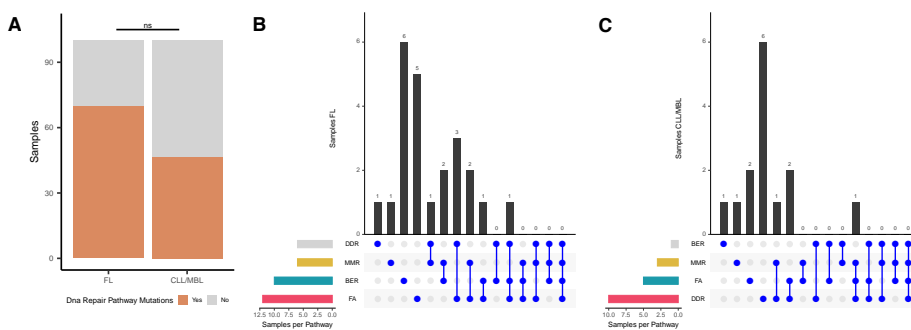 A
ns
Samples
90
60
30
0
FL
CLL/MBL
Dna Repair Pathway Mutations
Yes
No
B
Samples FL
6
4
2
0
1 1 6 5 1 2 3 2 1 0 1 0 0 0 0
DDR
MMR
BER
FA
12.5 10.0 7.5 5.0 2.5 0.0
Samples per Pathway
C
Samples CLL/MBL
6
4
2
0
1 1 2 6 1 2 0 0 0 0 1 0 0 0 0
BER
MMR
FA
DDR
10.0 7.5 5.0 2.5 0.0
Samples per Pathway